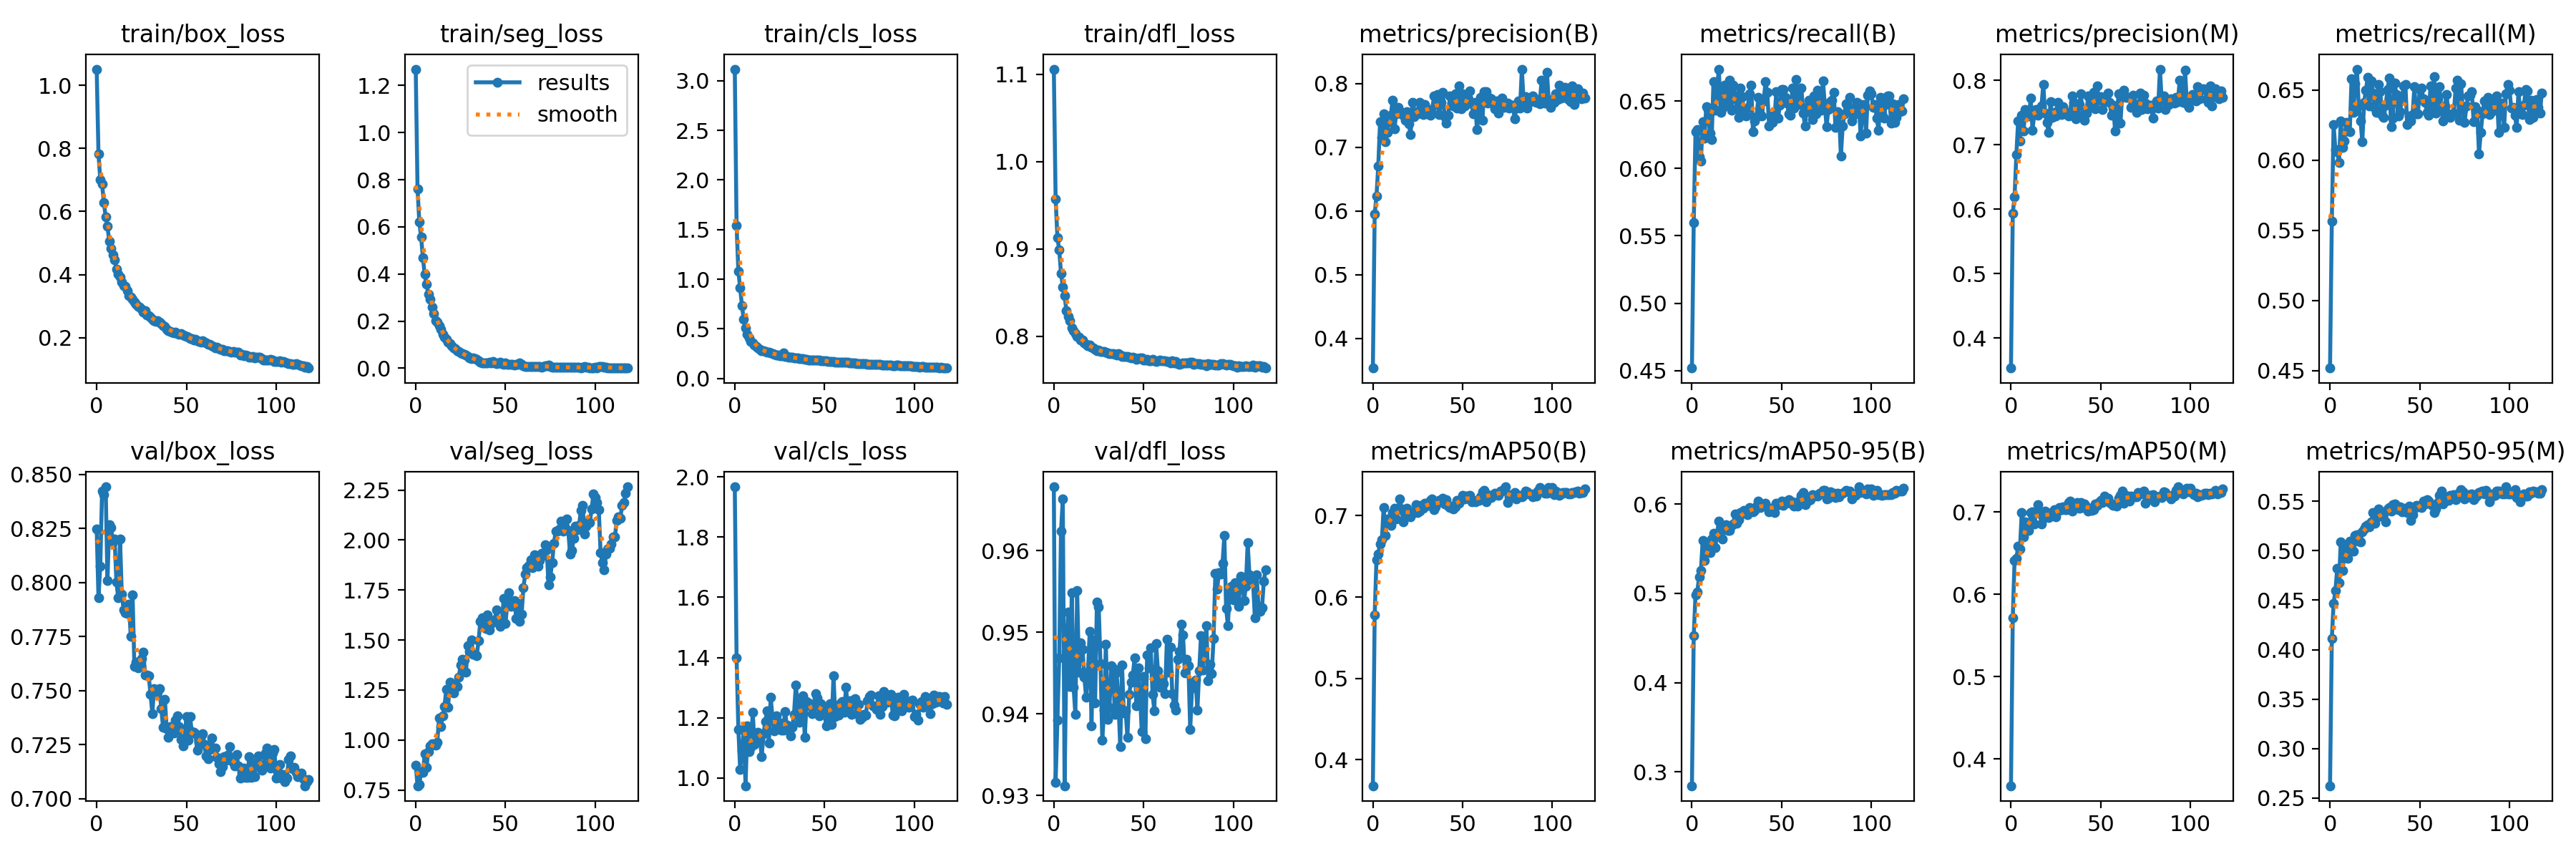 train/box_loss
train/seg_loss
train/cls_loss
train/dfl_loss
metrics/precision(B)
metrics/recall(B)
metrics/precision(M)
metrics/recall(M)
1.0
0.8
0.6
0.4
0.2
0 50 100
1.2
1.0
0.8
0.6
0.4
0.2
0.0
results
smooth
0 50 100
3.0
2.5
2.0
1.5
1.0
0.5
0.0
0 50 100
1.1
1.0
0.9
0.8
0 50 100
0.8
0.7
0.6
0.5
0.4
0 50 100
0.65
0.60
0.55
0.50
0.45
0 50 100
0.8
0.7
0.6
0.5
0.4
0 50 100
0.65
0.60
0.55
0.50
0.45
0 50 100
val/box_loss
val/seg_loss
val/cls_loss
val/dfl_loss
metrics/mAP50(B)
metrics/mAP50-95(B)
metrics/mAP50(M)
metrics/mAP50-95(M)
0.850
0.825
0.800
0.775
0.750
0.725
0.700
0 50 100
2.25
2.00
1.75
1.50
1.25
1.00
0.75
0 50 100
2.0
1.8
1.6
1.4
1.2
1.0
0 50 100
0.96
0.95
0.94
0.93
0 50 100
0.7
0.6
0.5
0.4
0 50 100
0.6
0.5
0.4
0.3
0 50 100
0.7
0.6
0.5
0.4
0 50 100
0.55
0.50
0.45
0.40
0.35
0.30
0.25
0 50 100